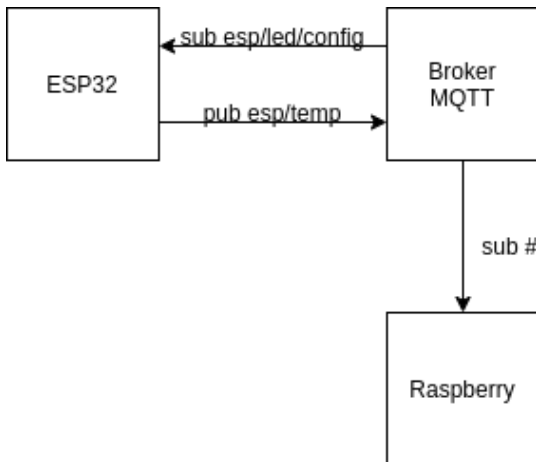 sub esp/led/config
ESP32
Broker
MQTT
pub esp/temp
sub #
Raspberry